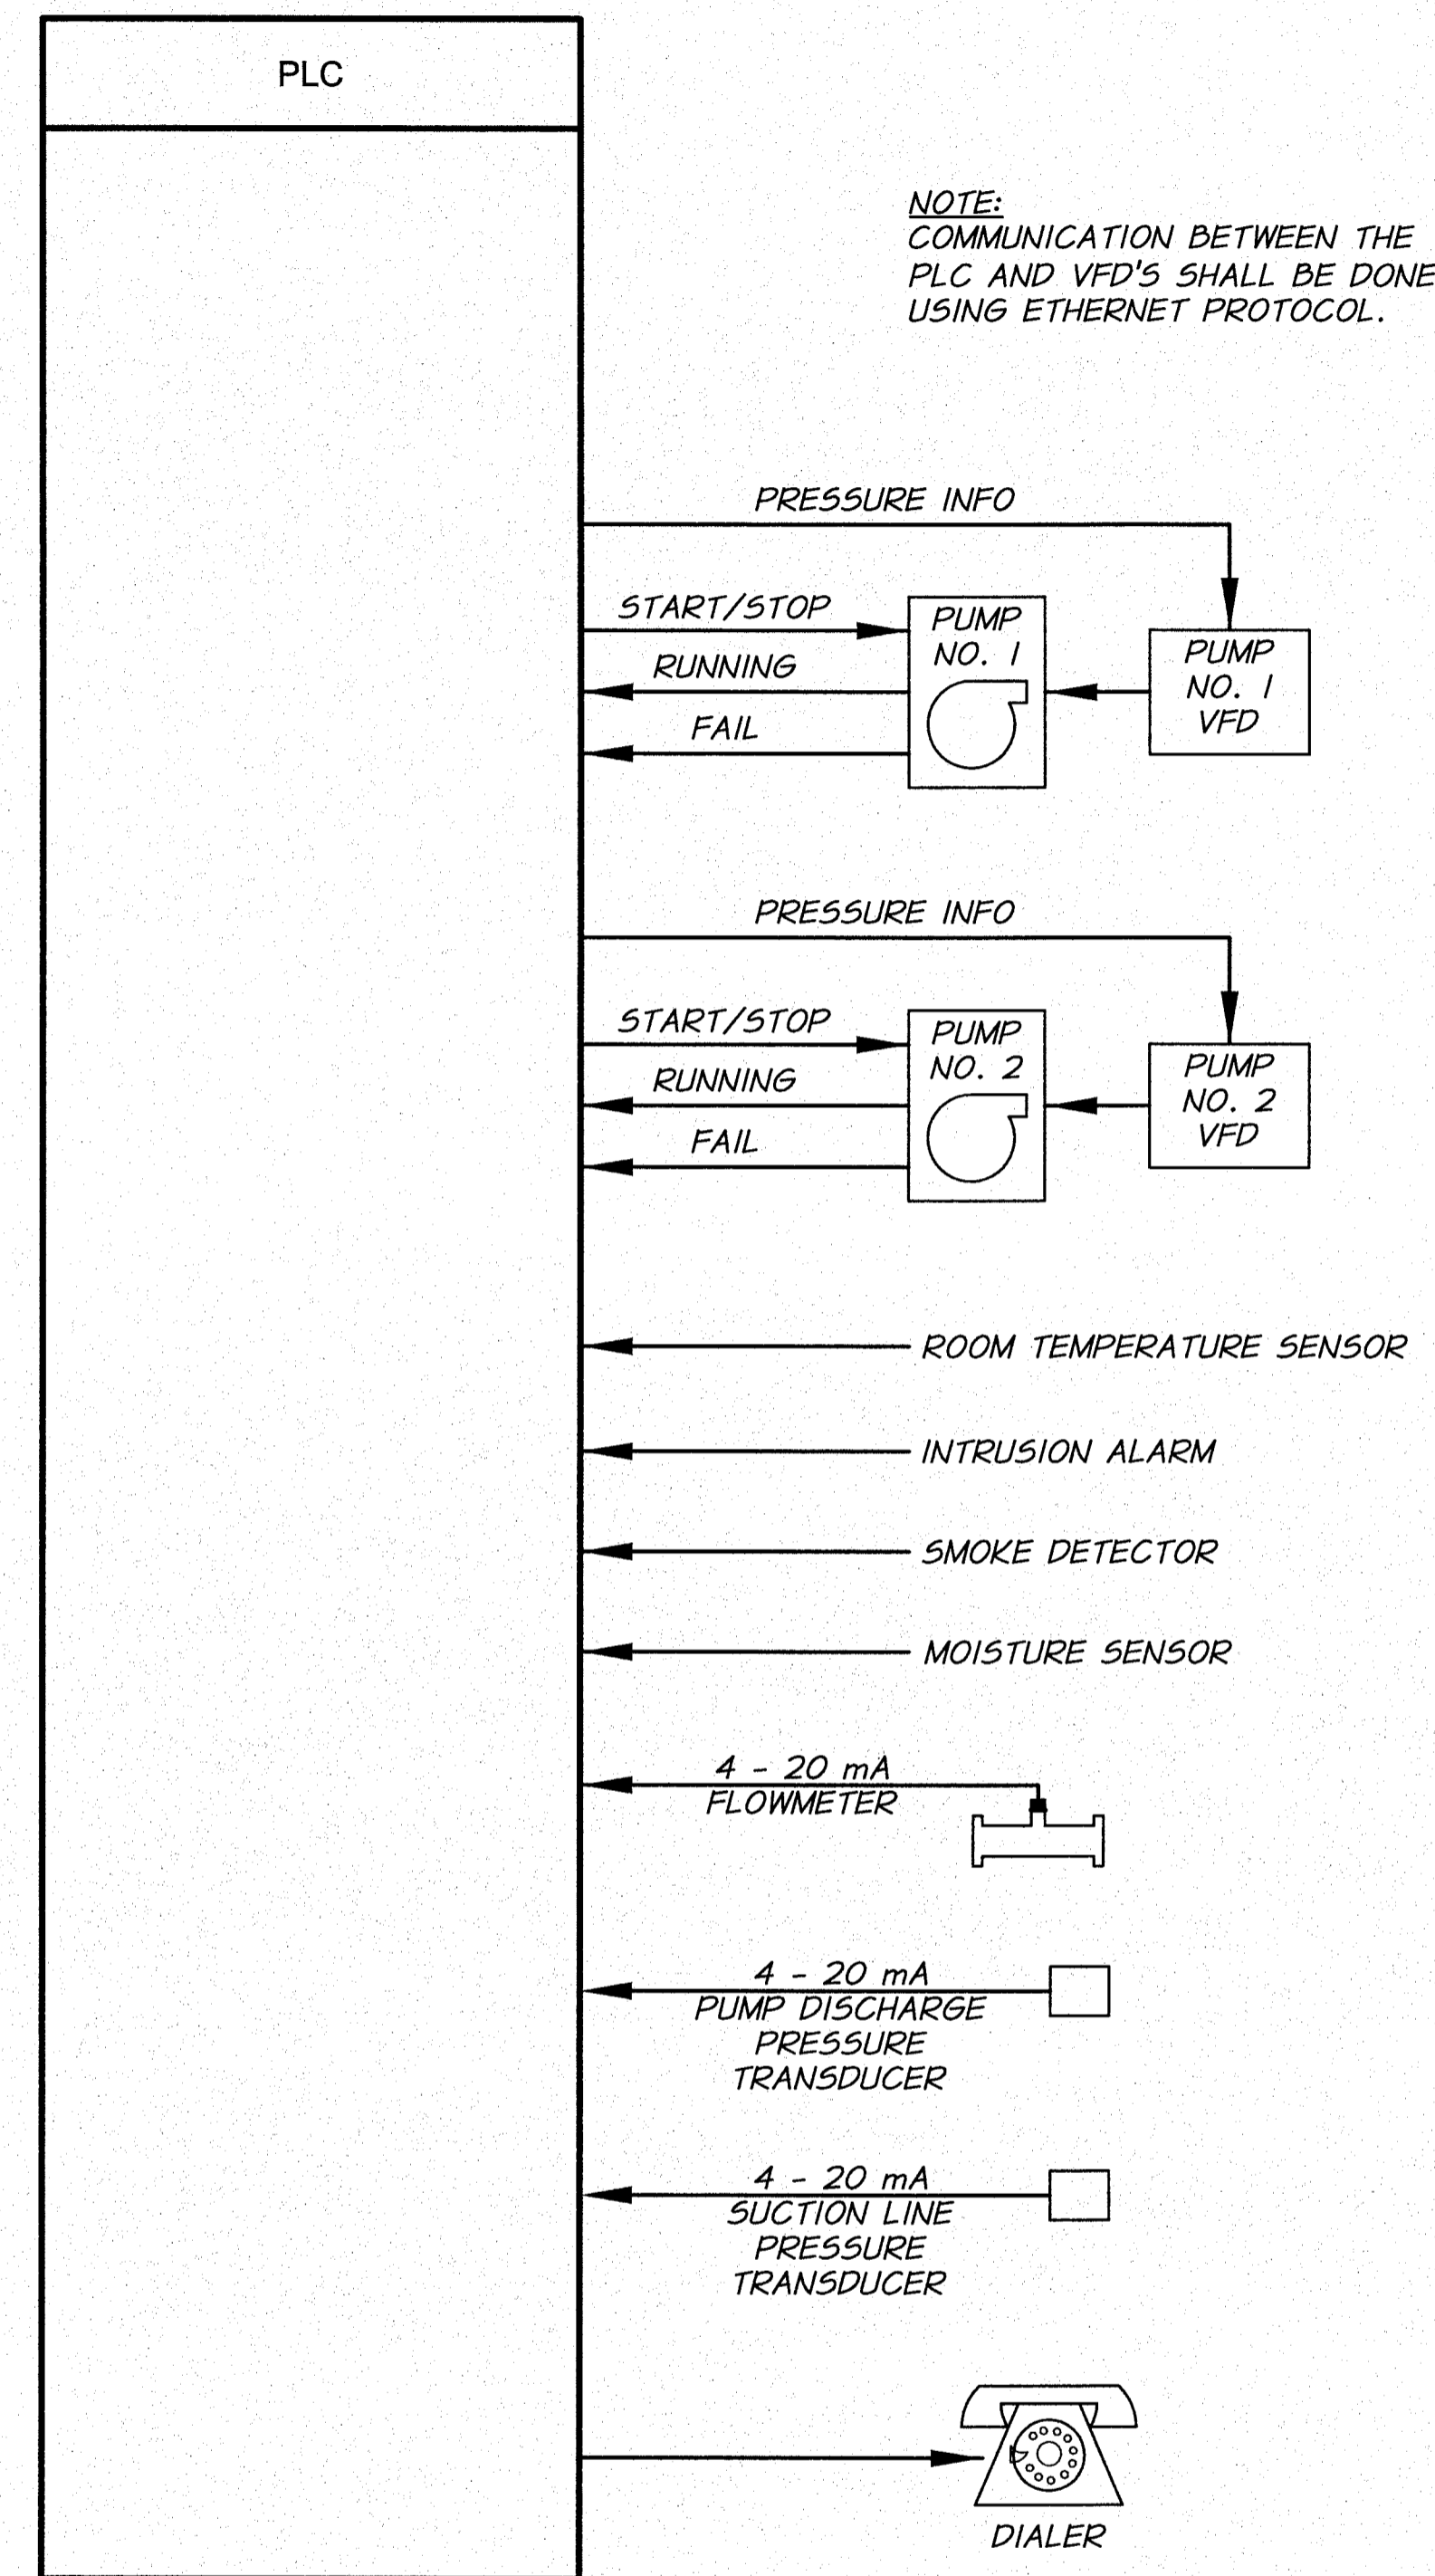 PLC
NOTE:
COMMUNICATION BETWEEN THE
PLC AND VFD'S SHALL BE DONE
USING ETHERNET PROTOCOL.
PRESSURE INFO
START/STOP
RUNNING
FAIL
PUMP
NO. 1
PUMP
NO. 1
VFD
PRESSURE INFO
START/STOP
RUNNING
FAIL
PUMP
NO. 2
PUMP
NO. 2
VFD
ROOM TEMPERATURE SENSOR
INTRUSION ALARM
SMOKE DETECTOR
MOISTURE SENSOR
4 - 20 mA
FLOWMETER
4 - 20 mA
PUMP DISCHARGE
PRESSURE
TRANSDUCER
4 - 20 mA
SUCTION LINE
PRESSURE
TRANSDUCER
DIALER